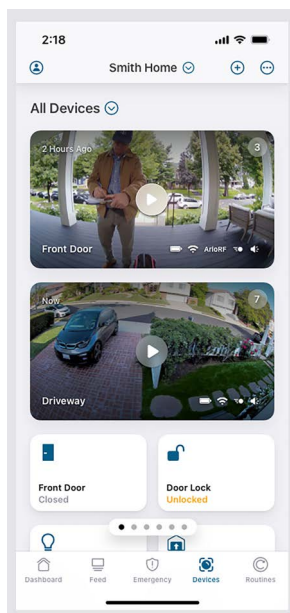 2:18
Smith Home
All Devices
2 Hours Ago
3
Front Door
ArloRF
Now
7
Driveway
Front Door
Closed
Door Lock
Unlocked
Dashboard
Feed
Emergency
Devices
Routines